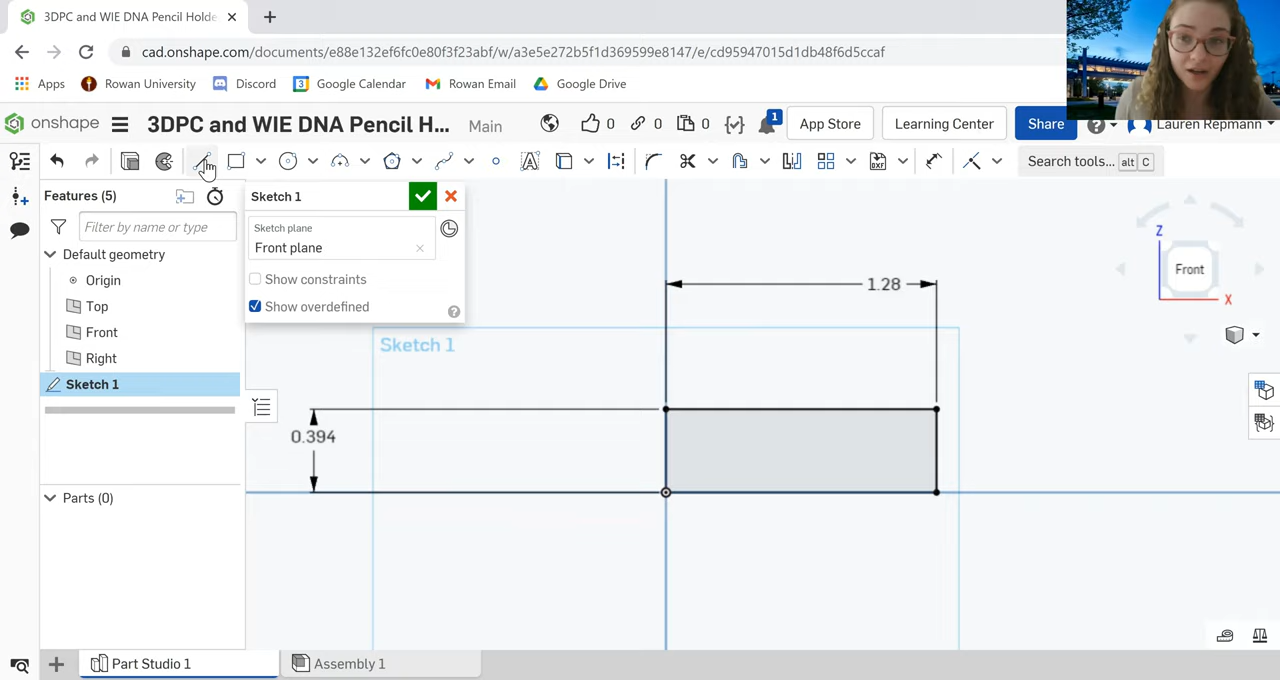 3DPC and WIE DNA Pencil Holde
cad.onshape.com/documents/e88e132ef6fc0e80f3f23abf/w/a3e5e272b5f1d369599e8147/e/cd95947015d1db48f6d5ccaf
Apps Rowan University Discord Google Calendar Rowan Email Google Drive
onshape 3DPC and WIE DNA Pencil H... Main 0 0 0 1 App Store Learning Center Share Lauren Repmann
Search tools... alt C
Features (5)
Filter by name or type
Default geometry
Origin
Top
Front
Right
Sketch 1
Parts (0)
Sketch 1
Sketch plane
Front plane
Show constraints
Show overdefined
Z
Front
X
1.28
Sketch 1
0.394
Part Studio 1 Assembly 1